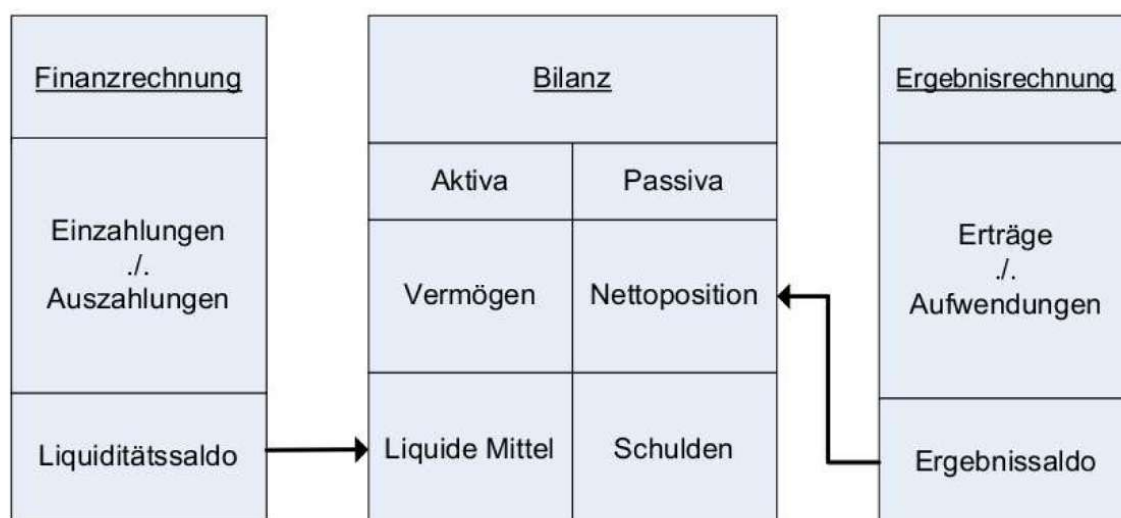 Finanzrechnung
Einzahlungen
./.
Auszahlungen
Liquiditätssaldo
Bilanz
Aktiva
Passiva
Vermögen
Nettoposition
Liquide Mittel
Schulden
Ergebnisrechnung
Erträge
./.
Aufwendungen
Ergebnissaldo